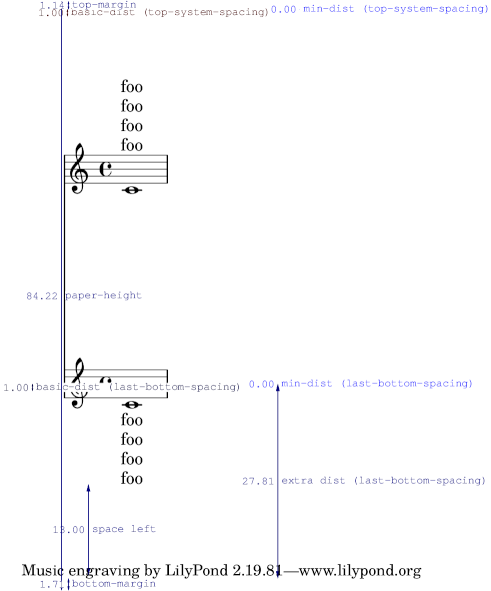 1.14 top-margin
1.00 basic-dist (top-system-spacing)
0.00 min-dist (top-system-spacing)
foo
foo
foo
foo
84.22 paper-height
1.00 basic-dist (last-bottom-spacing)
0.00 min-dist (last-bottom-spacing)
foo
foo
foo
foo
27.81 extra dist (last-bottom-spacing)
13.00 space left
Music engraving by LilyPond 2.19.81—www.lilypond.org
1.71 bottom-margin